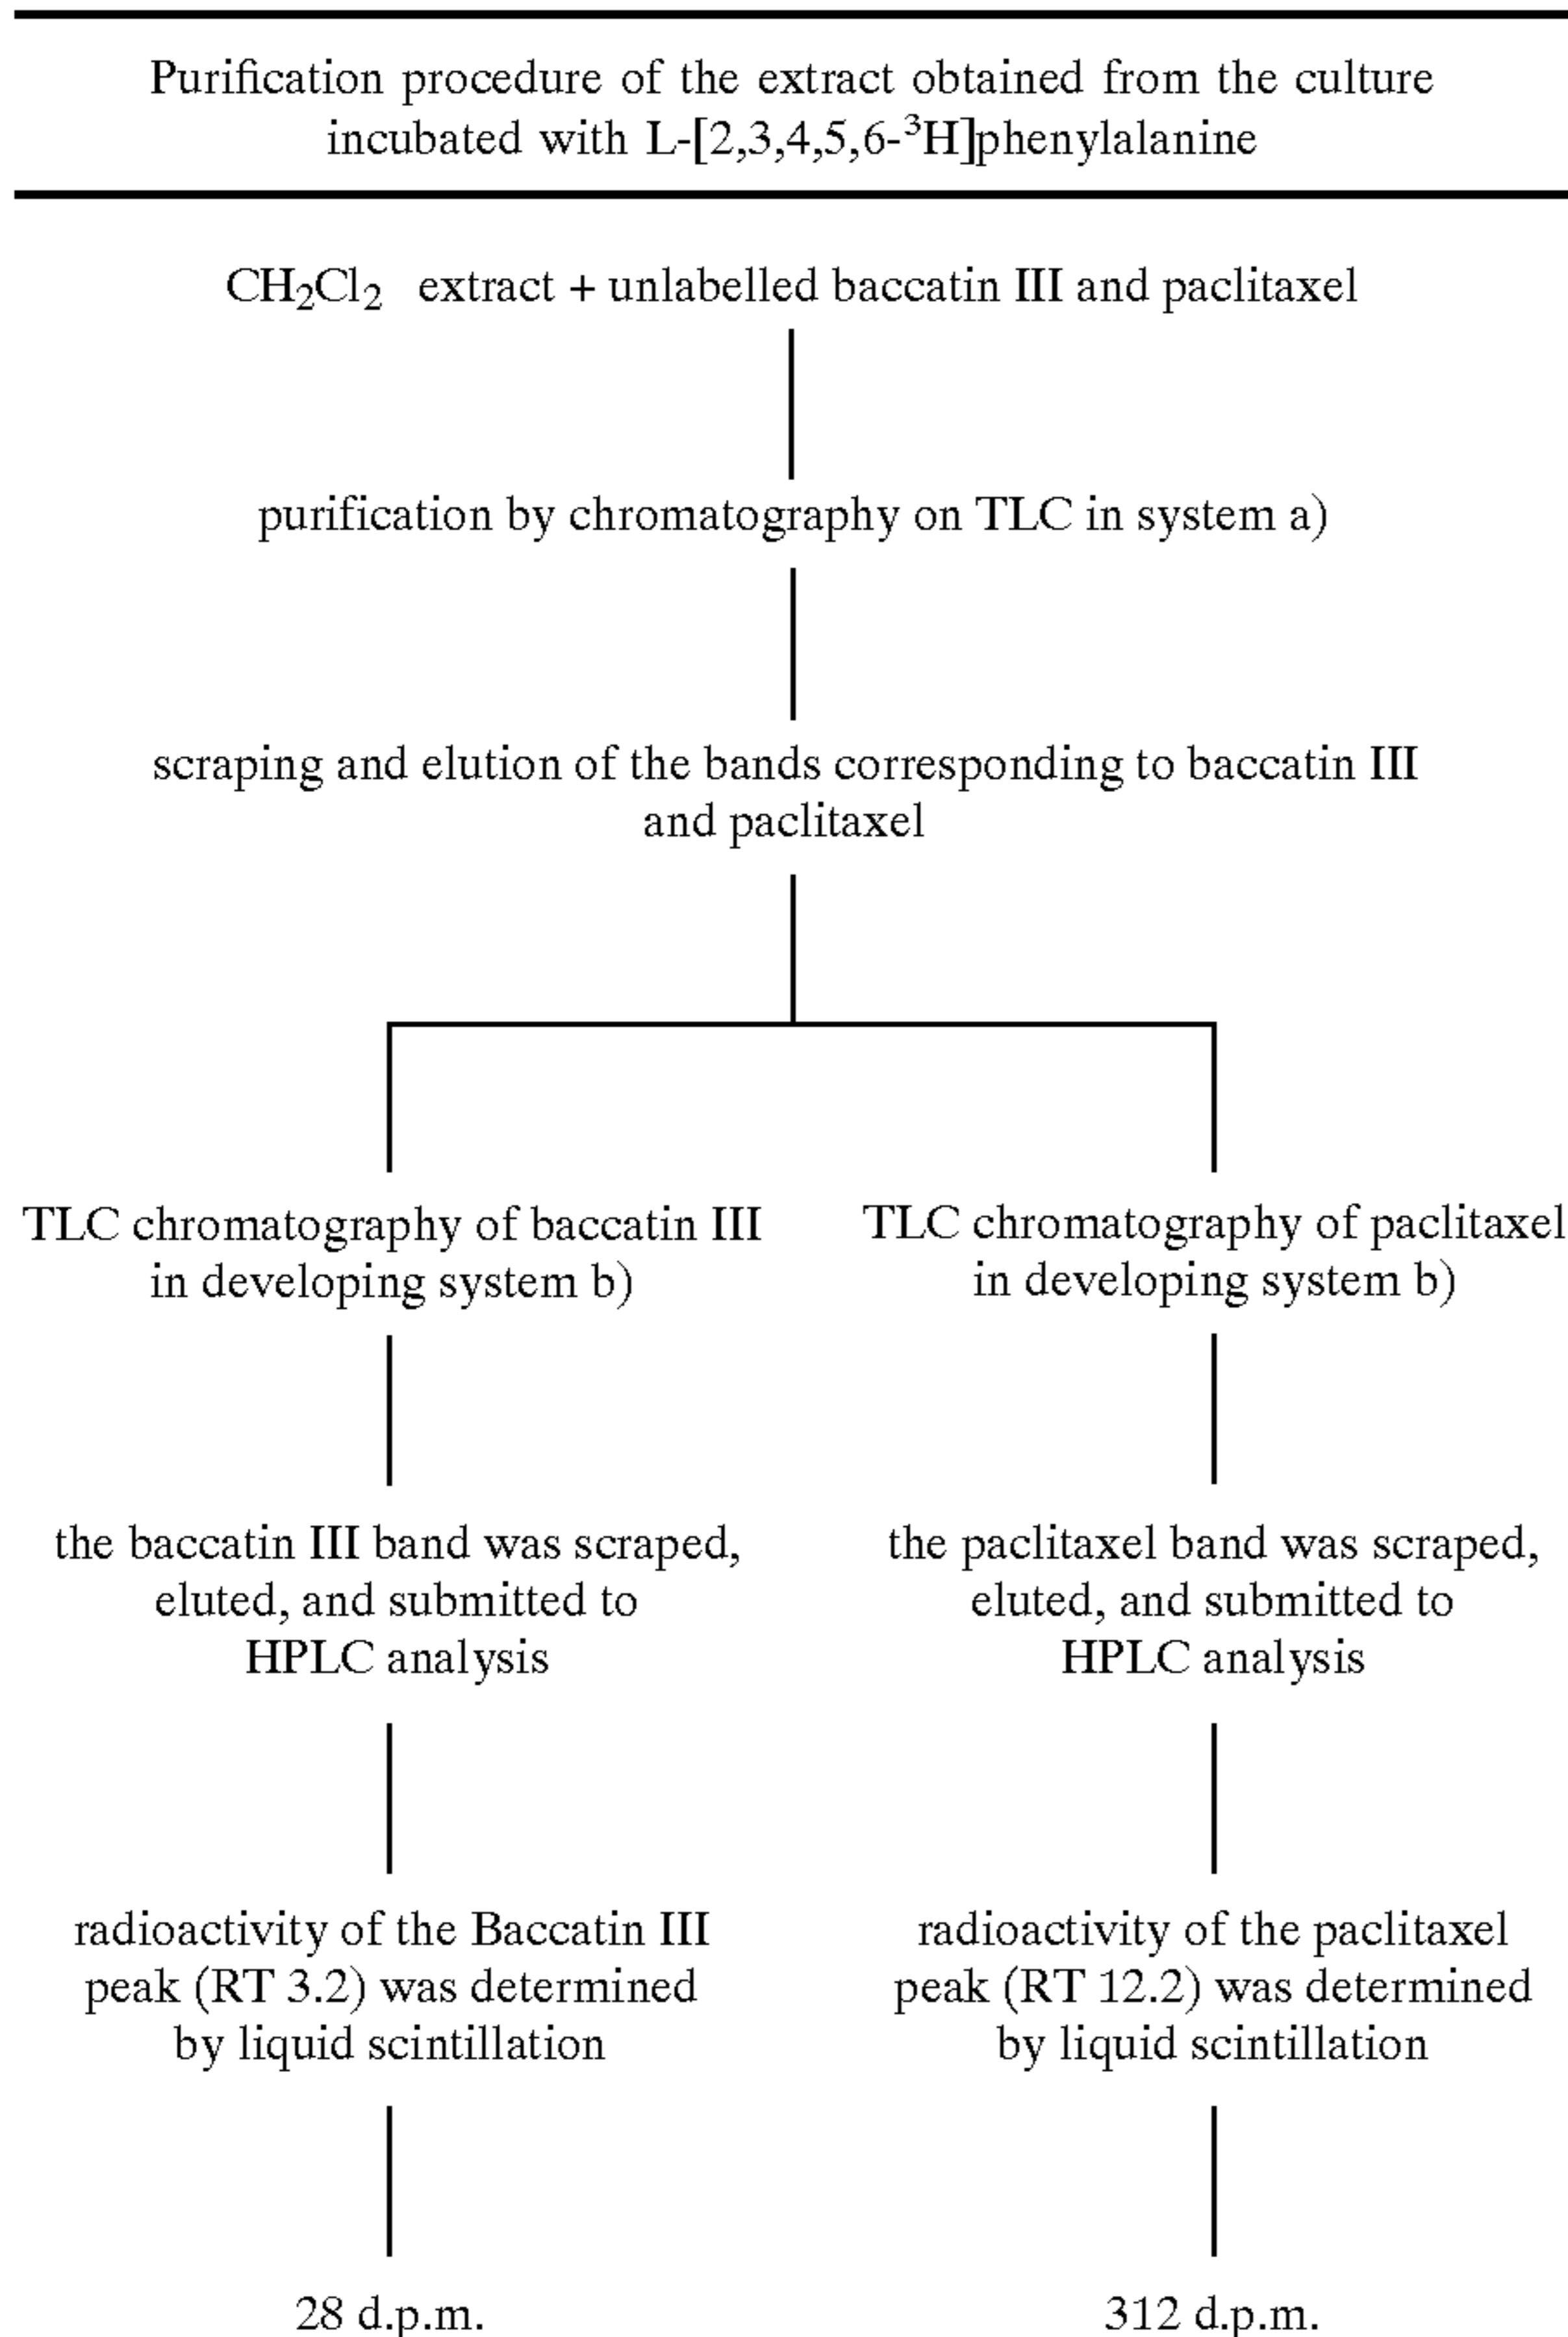 Purification procedure of the extract obtained from the culture
incubated with L-[2,3,4,5,6-³H]phenylalanine
CH₂Cl₂ extract + unlabelled baccatin III and paclitaxel
purification by chromatography on TLC in system a)
scraping and elution of the bands corresponding to baccatin III
and paclitaxel
TLC chromatography of baccatin III
in developing system b)
the baccatin III band was scraped,
eluted, and submitted to
HPLC analysis
radioactivity of the Baccatin III
peak (RT 3.2) was determined
by liquid scintillation
28 d.p.m.
TLC chromatography of paclitaxel
in developing system b)
the paclitaxel band was scraped,
eluted, and submitted to
HPLC analysis
radioactivity of the paclitaxel
peak (RT 12.2) was determined
by liquid scintillation
312 d.p.m.